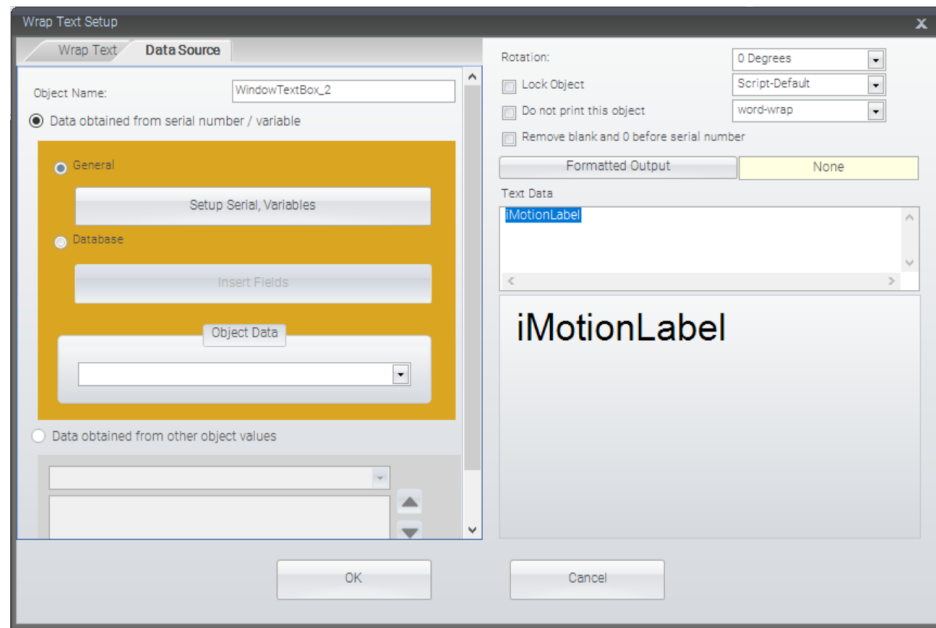 Wrap Text Setup
x
Wrap Text
Data Source
Object Name:
WindowTextBox_2
Data obtained from serial number / variable
General
Setup Serial, Variables
Database
Insert Fields
Object Data
Data obtained from other object values
Rotation:
0 Degrees
Lock Object
Script-Default
Do not print this object
word-wrap
Remove blank and 0 before serial number
Formatted Output
None
Text Data
iMotionLabel
iMotionLabel
OK
Cancel